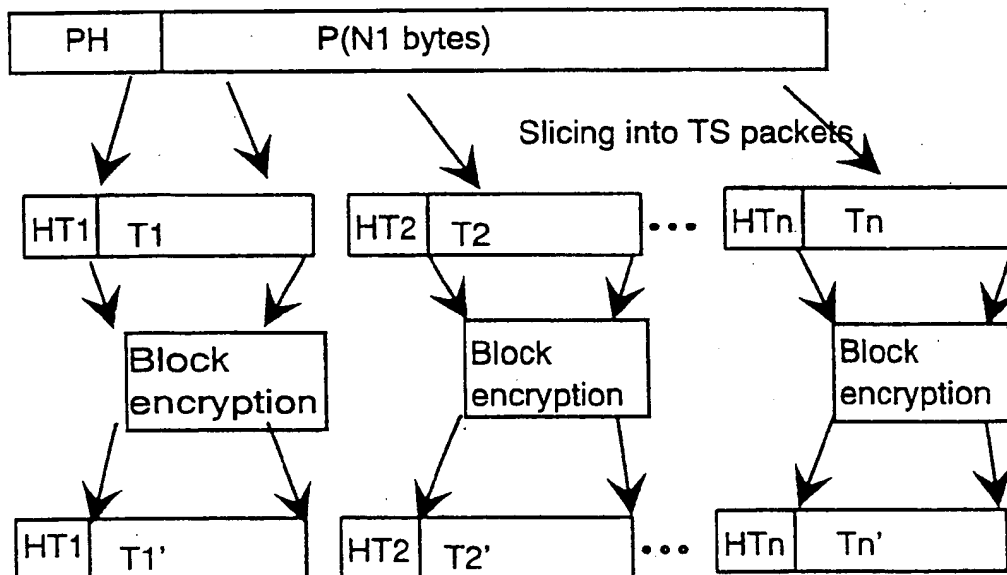 PH P(N1 bytes)
Slicing into TS packets
HT1 T1 HT2 T2 ••• HTn Tn
Block encryption
Block encryption
Block encryption
HT1 T1' HT2 T2' ••• HTn Tn'